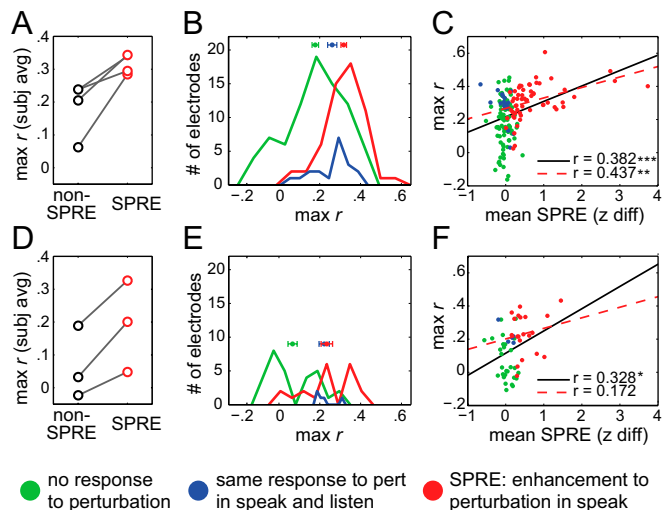 A
max r (subj avg)
.4
.3
.2
.1
0
non-SPRE
SPRE
B
# of electrodes
20
15
10
5
0
−.2
0
.2
.4
.6
max r
C
max r
.6
.4
.2
0
−.2
r = 0.382***
r = 0.437**
−1
0
1
2
3
4
mean SPRE (z diff)
D
max r (subj avg)
.4
.3
.2
.1
0
non-SPRE
SPRE
E
# of electrodes
20
15
10
5
0
−.2
0
.2
.4
.6
max r
F
max r
.6
.4
.2
0
.2
r = 0.328*
r = 0.172
−1
0
1
2
3
4
mean SPRE (z diff)
no response
to perturbation
same response to pert
in speak and listen
SPRE: enhancement to
perturbation in speak